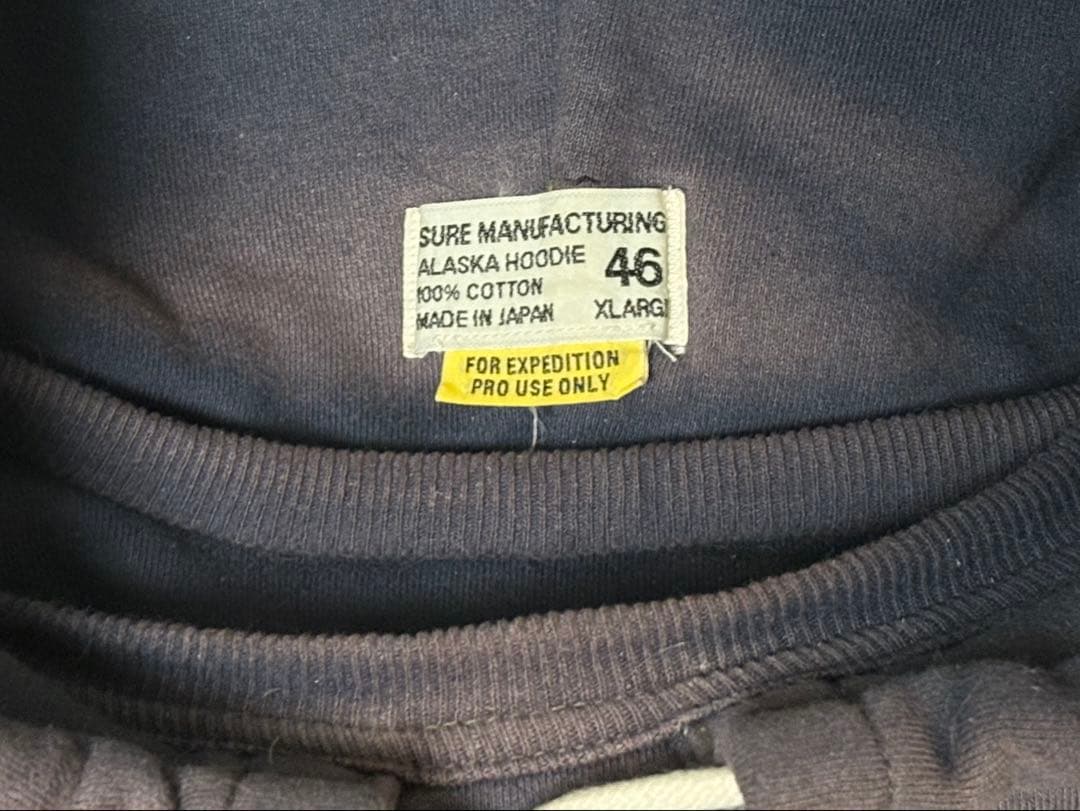 SURE MANUFACTURING
ALASKA HOODIE 46
100% COTTON
MADE IN JAPAN XLARG
FOR EXPEDITION
PRO USE ONLY